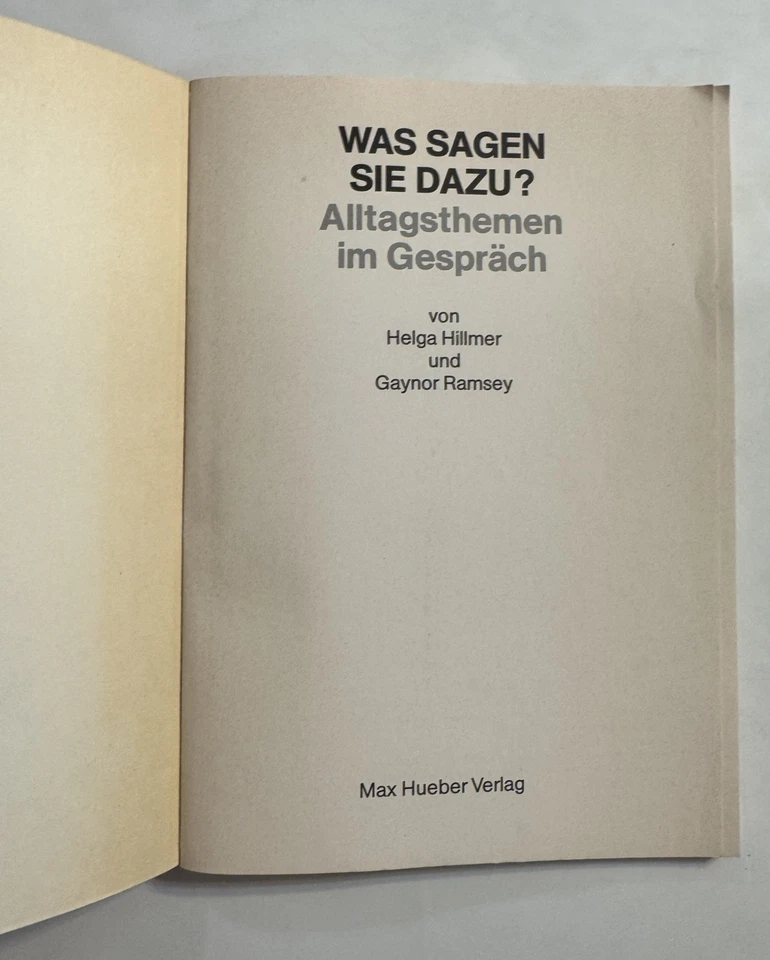 WAS SAGEN
SIE DAZU?
Alltagsthemen
im Gespräch
von
Helga Hillmer
und
Gaynor Ramsey
Max Hueber Verlag